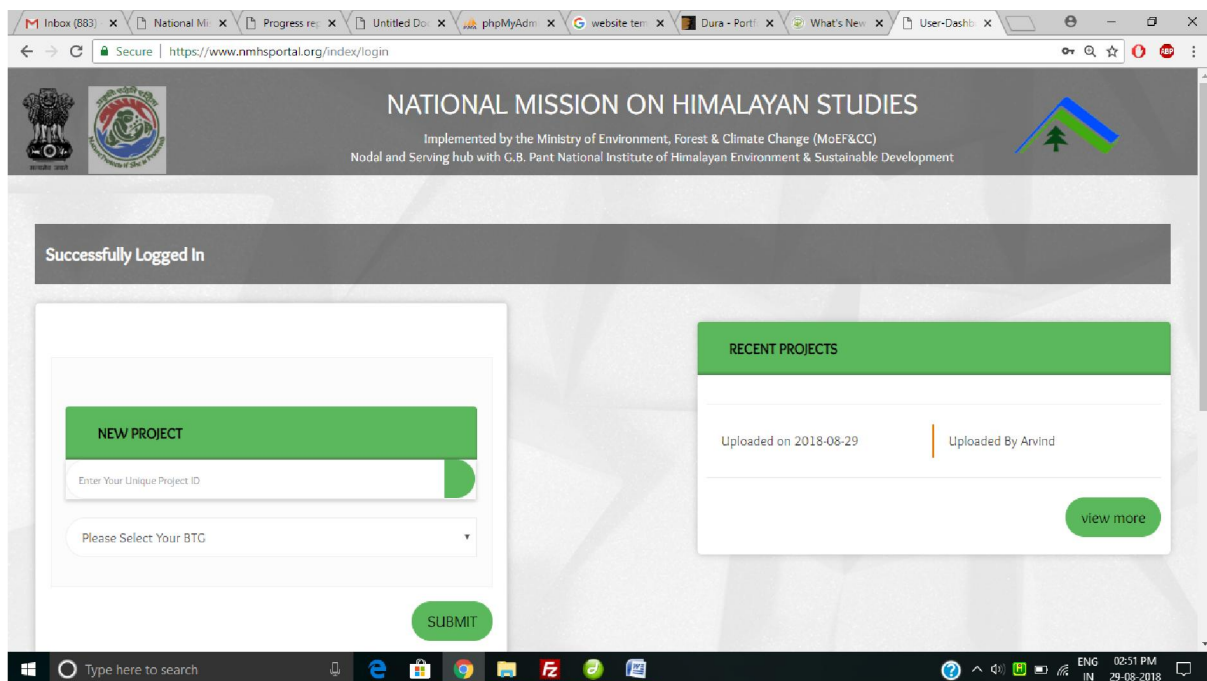 Inbox (883)
National Mi
Progress rep
Untitled Doc
phpMyAdm
website tem
Dura - Portf
What's New
User-Dashb
Secure | https://www.nmhsportal.org/index/login
ABP
NATIONAL MISSION ON HIMALAYAN STUDIES
Implemented by the Ministry of Environment, Forest & Climate Change (MoEF&CC)
Nodal and Serving hub with G.B. Pant National Institute of Himalayan Environment & Sustainable Development
Successfully Logged In
RECENT PROJECTS
Uploaded on 2018-08-29
Uploaded By Arvind
view more
NEW PROJECT
Enter Your Unique Project ID
Please Select Your BTG
SUBMIT
Type here to search
ENG
IN
02:51 PM
29-08-2018